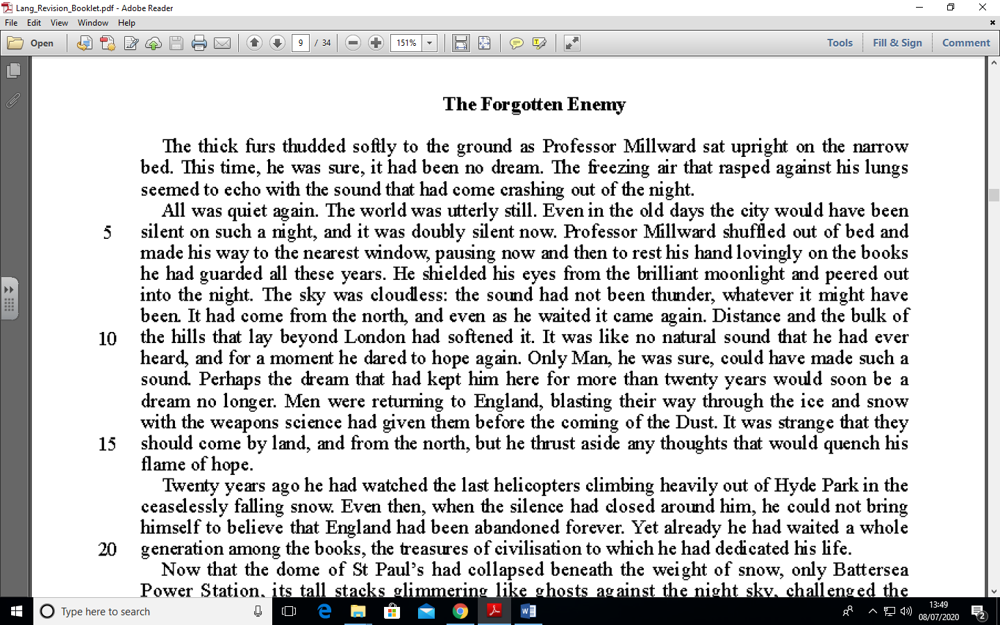 Lang_Revision_Booklet.pdf - Adobe Reader
File Edit View Window Help
Open 9 / 34 151% Tools Fill & Sign Comment
The Forgotten Enemy
The thick furs thudded softly to the ground as Professor Millward sat upright on the narrow
bed. This time, he was sure, it had been no dream. The freezing air that rasped against his lungs
seemed to echo with the sound that had come crashing out of the night.
All was quiet again. The world was utterly still. Even in the old days the city would have been
5 silent on such a night, and it was doubly silent now. Professor Millward shuffled out of bed and
made his way to the nearest window, pausing now and then to rest his hand lovingly on the books
he had guarded all these years. He shielded his eyes from the brilliant moonlight and peered out
into the night. The sky was cloudless: the sound had not been thunder, whatever it might have
been. It had come from the north, and even as he waited it came again. Distance and the bulk of
10 the hills that lay beyond London had softened it. It was like no natural sound that he had ever
heard, and for a moment he dared to hope again. Only Man, he was sure, could have made such a
sound. Perhaps the dream that had kept him here for more than twenty years would soon be a
dream no longer. Men were returning to England, blasting their way through the ice and snow
with the weapons science had given them before the coming of the Dust. It was strange that they
15 should come by land, and from the north, but he thrust aside any thoughts that would quench his
flame of hope.
Twenty years ago he had watched the last helicopters climbing heavily out of Hyde Park in the
ceaselessly falling snow. Even then, when the silence had closed around him, he could not bring
himself to believe that England had been abandoned forever. Yet already he had waited a whole
20 generation among the books, the treasures of civilisation to which he had dedicated his life.
Now that the dome of St Paul's had collapsed beneath the weight of snow, only Battersea
Power Station, its tall stacks glimmering like ghosts against the night sky, challenged the
Type here to search
13:49
08/07/2020
2